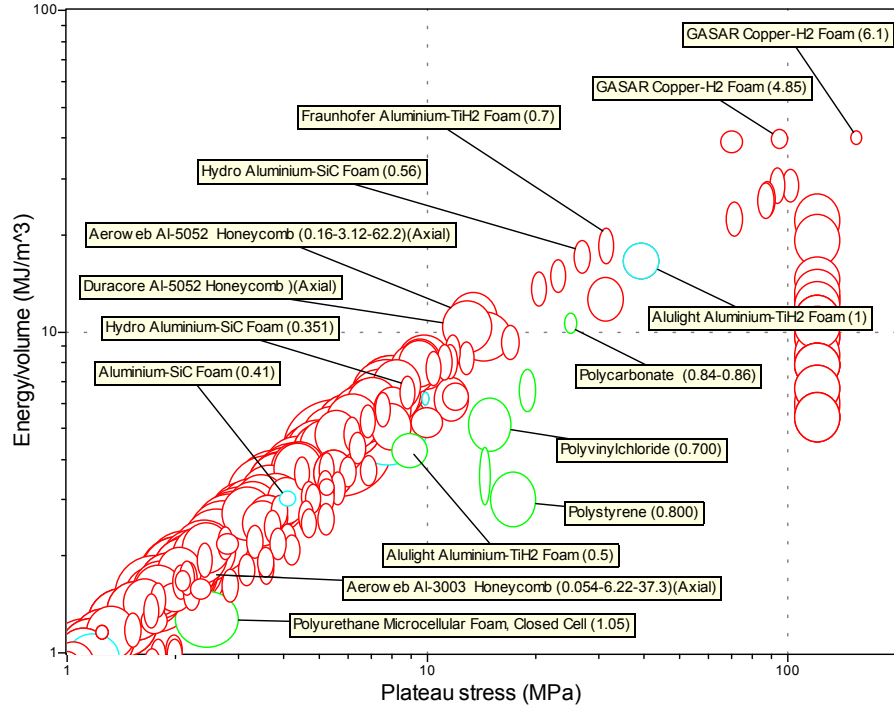 100
GASAR Copper-H2 Foam (6.1)
GASAR Copper-H2 Foam (4.85)
Fraunhofer Aluminium-TiH2 Foam (0.7)
Hydro Aluminium-SiC Foam (0.56)
Aeroweb Al-5052 Honeycomb (0.16-3.12-62.2)(Axial)
Duracore Al-5052 Honeycomb )(Axial)
Alulight Aluminium-TiH2 Foam (1)
Hydro Aluminium-SiC Foam (0.351)
10
Aluminium-SiC Foam (0.41)
Polycarbonate (0.84-0.86)
Polyvinylchloride (0.700)
Polystyrene (0.800)
Alulight Aluminium-TiH2 Foam (0.5)
Aeroweb Al-3003 Honeycomb (0.054-6.22-37.3)(Axial)
Polyurethane Microcellular Foam, Closed Cell (1.05)
1
Energy/volume (MJ/m^3)
1
10
100
Plateau stress (MPa)